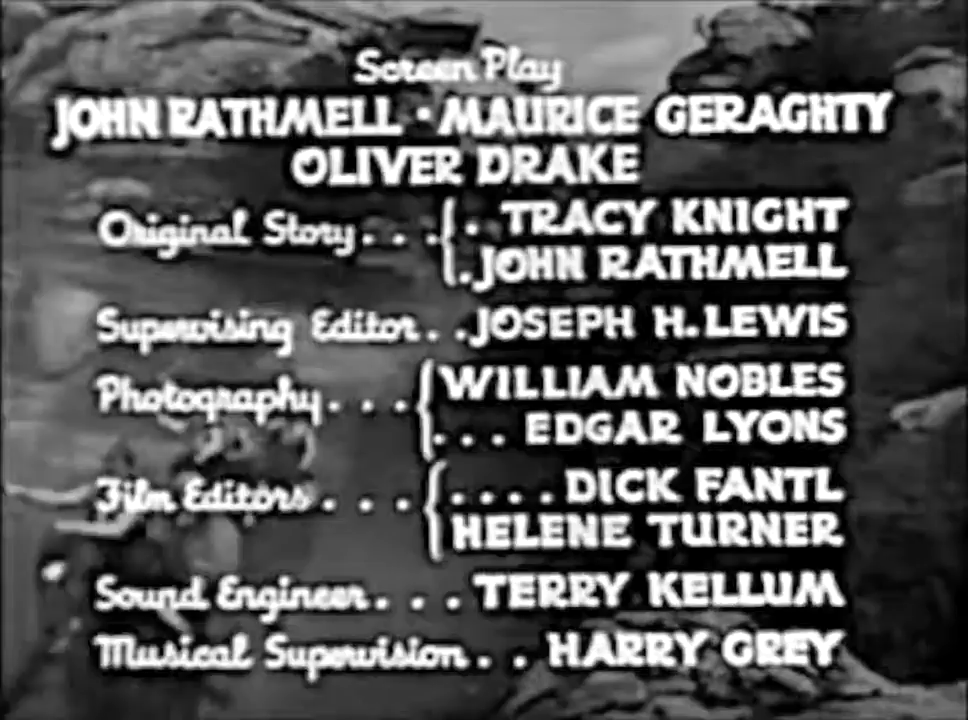 Screen Play
JOHN RATHMELL · MAURICE GERAGHTY
OLIVER DRAKE
Original Story. . . . TRACY KNIGHT
. JOHN RATHMELL
Supervising Editor. . JOSEPH H. LEWIS
Photography. . . WILLIAM NOBLES
. . . EDGAR LYONS
Film Editors. . . . . . . DICK FANTL
HELENE TURNER
Sound Engineer. . . TERRY KELLUM
Musical Supervision. . HARRY GREY